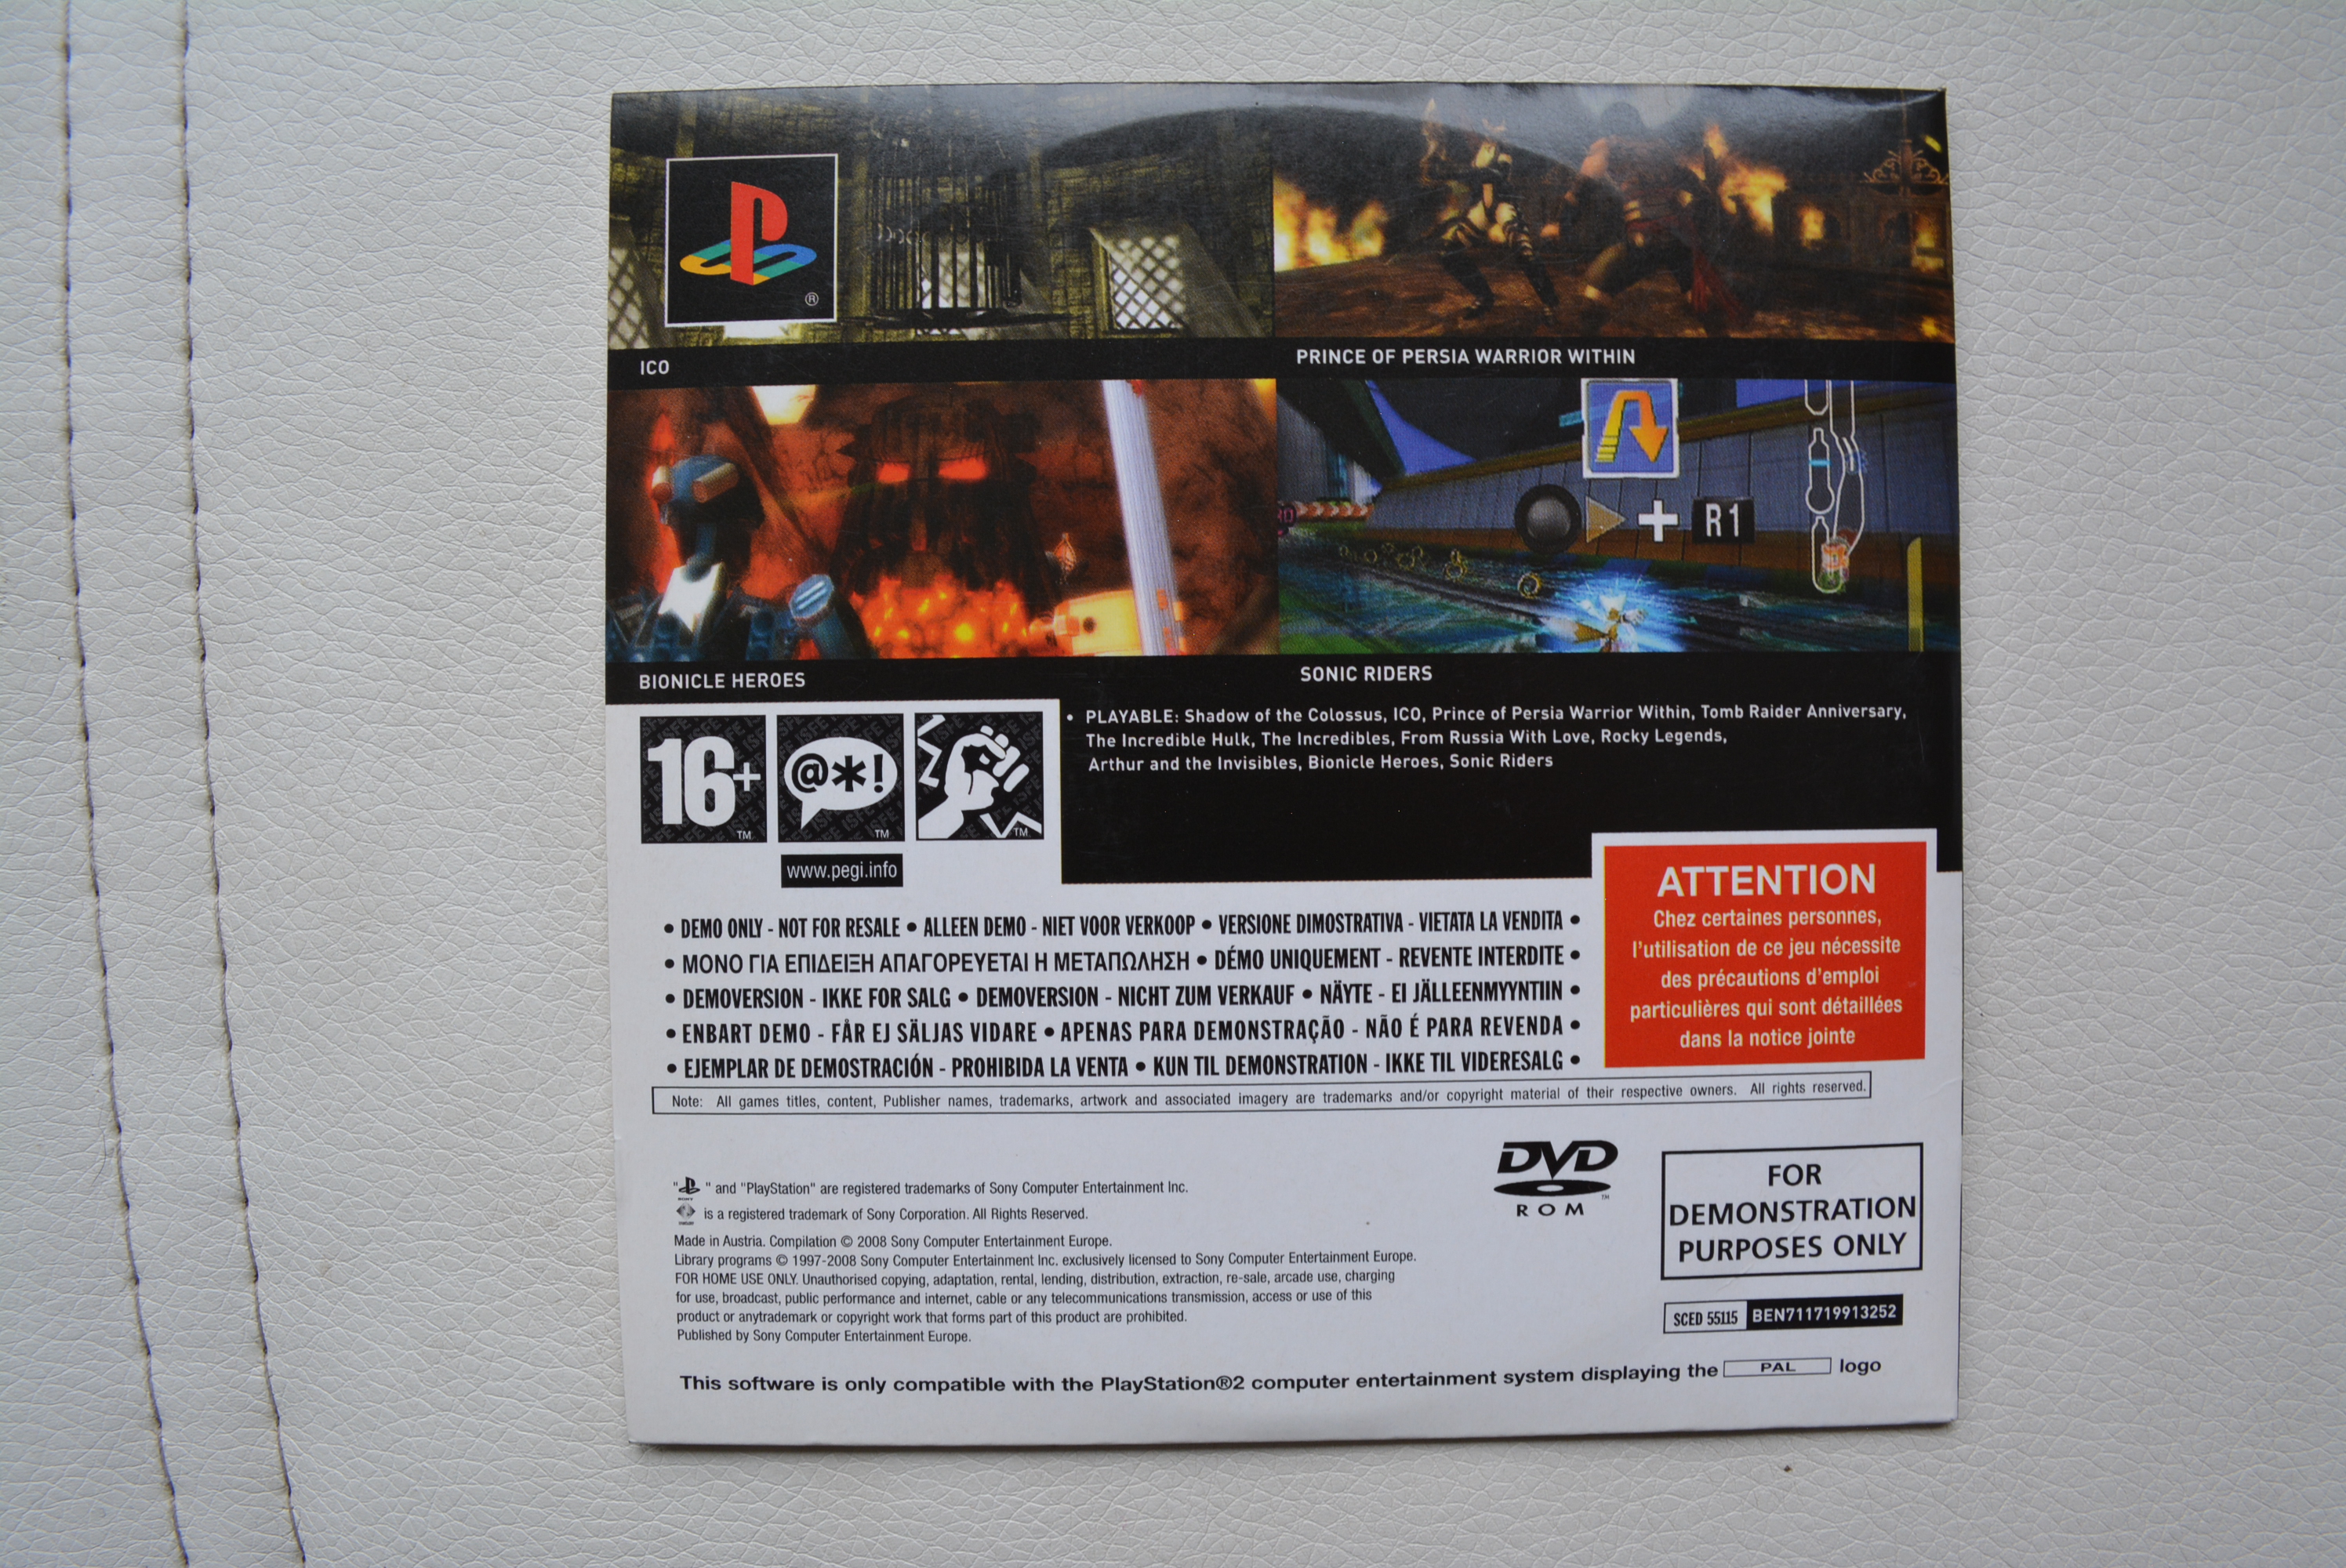 ®
ICO
PRINCE OF PERSIA WARRIOR WITHIN
R1
BIONICLE HEROES
SONIC RIDERS
• PLAYABLE: Shadow of the Colossus, ICO, Prince of Persia Warrior Within, Tomb Raider Anniversary,
The Incredible Hulk, The Incredibles, From Russia With Love, Rocky Legends,
Arthur and the Invisibles, Bionicle Heroes, Sonic Riders
16+ ™
@*! ™
™
www.pegi.info
• DEMO ONLY - NOT FOR RESALE • ALLEEN DEMO - NIET VOOR VERKOOP • VERSIONE DIMOSTRATIVA - VIETATA LA VENDITA •
• ΜΟΝΟ ΓΙΑ ΕΠΙΔΕΙΞΗ ΑΠΑΓΟΡΕΥΕΤΑΙ Η ΜΕΤΑΠΩΛΗΣΗ • DÉMO UNIQUEMENT - REVENTE INTERDITE •
• DEMOVERSION - IKKE FOR SALG • DEMOVERSION - NICHT ZUM VERKAUF • NÄYTE - EI JÄLLEENMYYNTIIN •
• ENBART DEMO - FÅR EJ SÄLJAS VIDARE • APENAS PARA DEMONSTRAÇÃO - NÃO É PARA REVENDA •
• EJEMPLAR DE DEMOSTRACIÓN - PROHIBIDA LA VENTA • KUN TIL DEMONSTRATION - IKKE TIL VIDERESALG •
ATTENTION
Chez certaines personnes,
l'utilisation de ce jeu nécessite
des précautions d'emploi
particulières qui sont détaillées
dans la notice jointe
Note: All games titles, content, Publisher names, trademarks, artwork and associated imagery are trademarks and/or copyright material of their respective owners. All rights reserved.
" " and "PlayStation" are registered trademarks of Sony Computer Entertainment Inc.
is a registered trademark of Sony Corporation. All Rights Reserved.
Made in Austria. Compilation © 2008 Sony Computer Entertainment Europe.
Library programs © 1997-2008 Sony Computer Entertainment Inc. exclusively licensed to Sony Computer Entertainment Europe.
FOR HOME USE ONLY. Unauthorised copying, adaptation, rental, lending, distribution, extraction, re-sale, arcade use, charging
for use, broadcast, public performance and internet, cable or any telecommunications transmission, access or use of this
product or anytrademark or copyright work that forms part of this product are prohibited.
Published by Sony Computer Entertainment Europe.
DVD
™
ROM
FOR
DEMONSTRATION
PURPOSES ONLY
SCED 55115 BEN711719913252
This software is only compatible with the PlayStation®2 computer entertainment system displaying the PAL logo